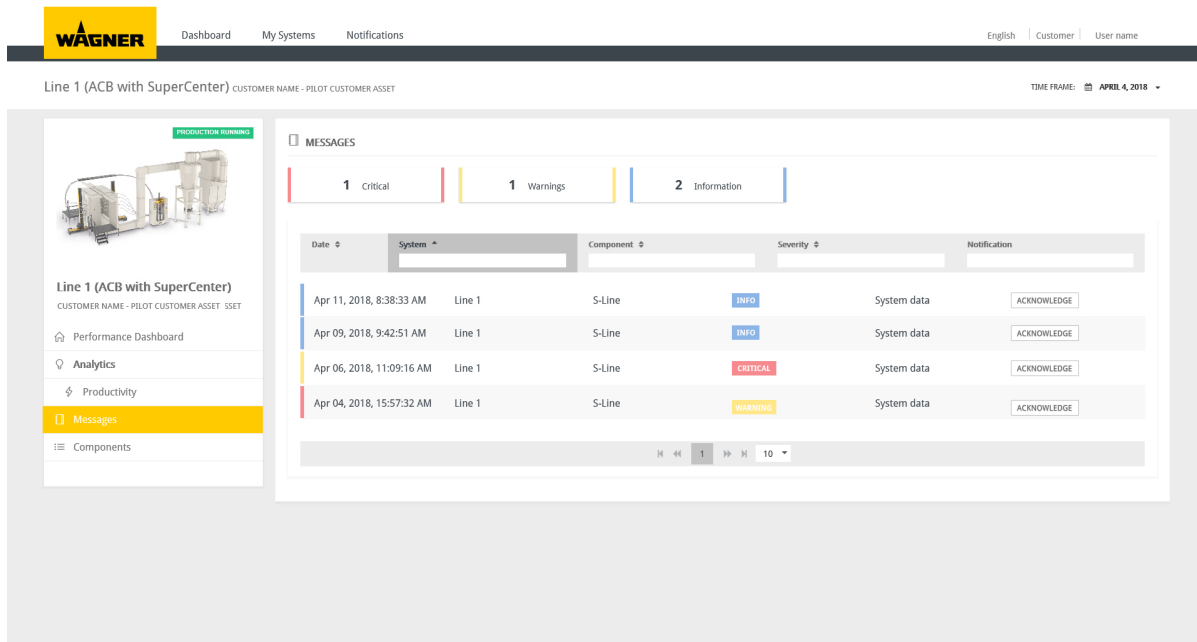 WAGNER
Dashboard My Systems Notifications
English Customer User name
Line 1 (ACB with SuperCenter) CUSTOMER NAME - PILOT CUSTOMER ASSET
TIME FRAME: APRIL 4, 2018
PRODUCTION RUNNING
Line 1 (ACB with SuperCenter)
CUSTOMER NAME - PILOT CUSTOMER ASSET SSET
Performance Dashboard
Analytics
Productivity
Messages
Components
MESSAGES
1 Critical 1 Warnings 2 Information
Date System Component Severity Notification
Apr 11, 2018, 8:38:33 AM Line 1 S-Line INFO System data ACKNOWLEDGE
Apr 09, 2018, 9:42:51 AM Line 1 S-Line INFO System data ACKNOWLEDGE
Apr 06, 2018, 11:09:16 AM Line 1 S-Line CRITICAL System data ACKNOWLEDGE
Apr 04, 2018, 15:57:32 AM Line 1 S-Line WARNING System data ACKNOWLEDGE
1 10